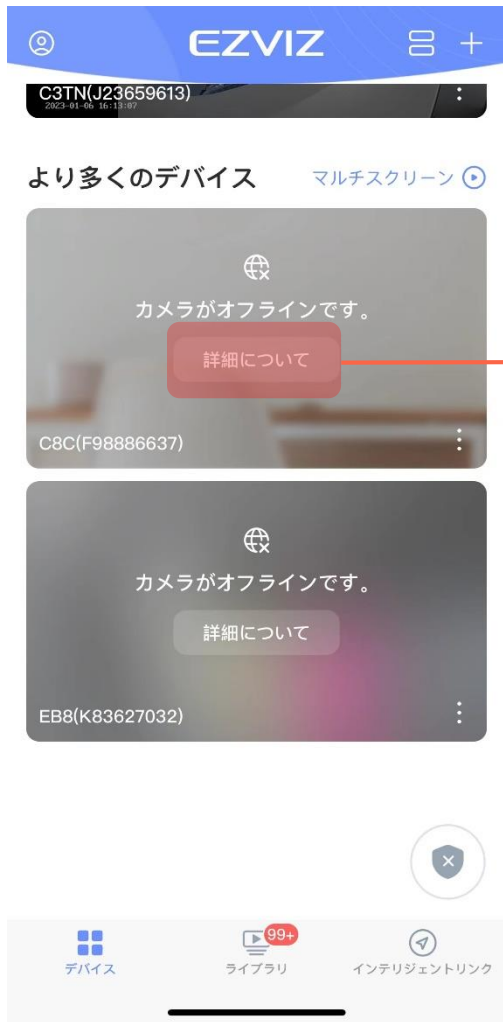 EZVIZ
C3TN(J23659613)
2023-01-06 16:13:07
より多くのデバイス マルチスクリーン
カメラがオフラインです。
詳細について
C8C(F98886637)
カメラがオフラインです。
詳細について
EB8(K83627032)
99+
デバイス ライブラリ インテリジェントリンク